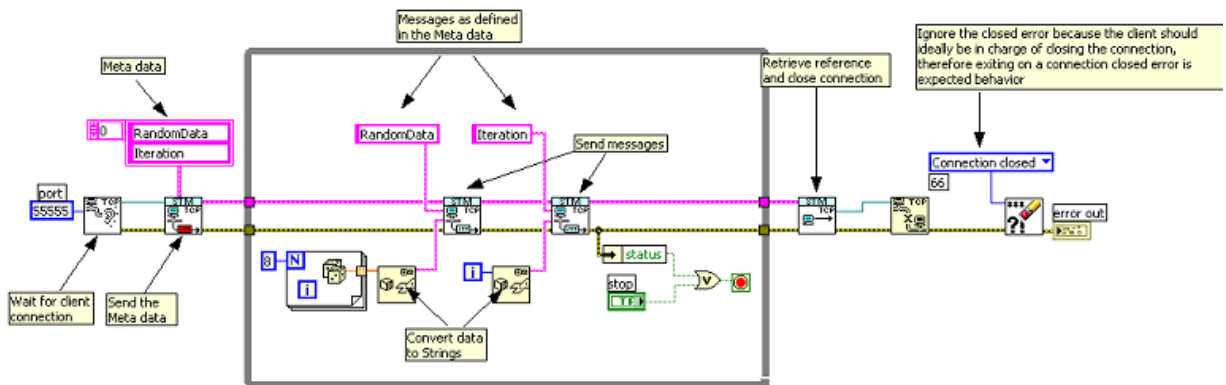 Messages as defined
in the Meta data
Ignore the closed error because the client should
ideally be in charge of closing the connection,
therefore exiting on a connection closed error is
expected behavior
Retrieve reference
and close connection
Meta data
0
RandomData
Iteration
RandomData
Iteration
Send messages
Connection closed
66
port
55555
TCP
STM
TCP
STM
TCP
STM
TCP
STM
TCP
TCP
?!
error out
status
8
N
i
i
stop
TF
V
Wait for client
connection
Send the
Meta data
Convert data
to Strings